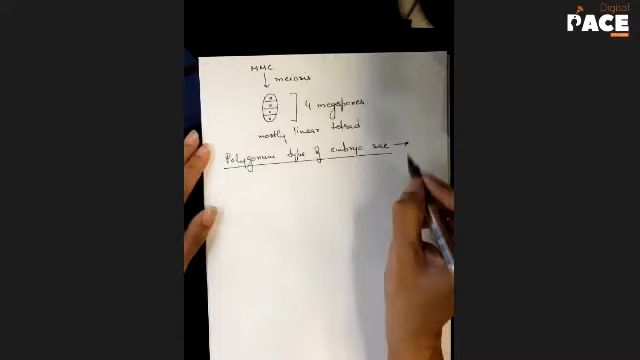 Digital
PACE
MMC
meiosis
4 megaspores
mostly linear tetrad
Polygonum type of embryo sac →